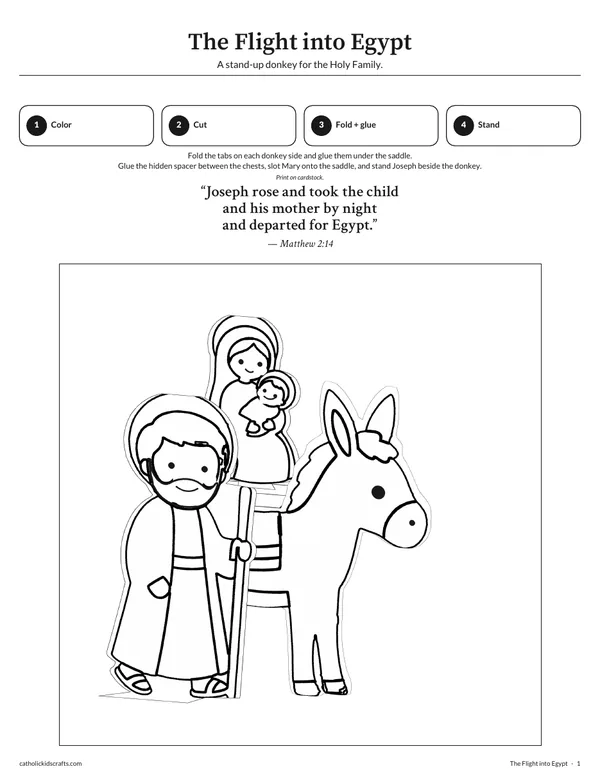 The Flight into Egypt
A stand-up donkey for the Holy Family.
1 Color
2 Cut
3 Fold + glue
4 Stand
Fold the tabs on each donkey side and glue them under the saddle.
Glue the hidden spacer between the chests, slot Mary onto the saddle, and stand Joseph beside the donkey.
Print on cardstock.
“Joseph rose and took the child
and his mother by night
and departed for Egypt.”
— Matthew 2:14
catholickidscrafts.com
The Flight into Egypt - 1